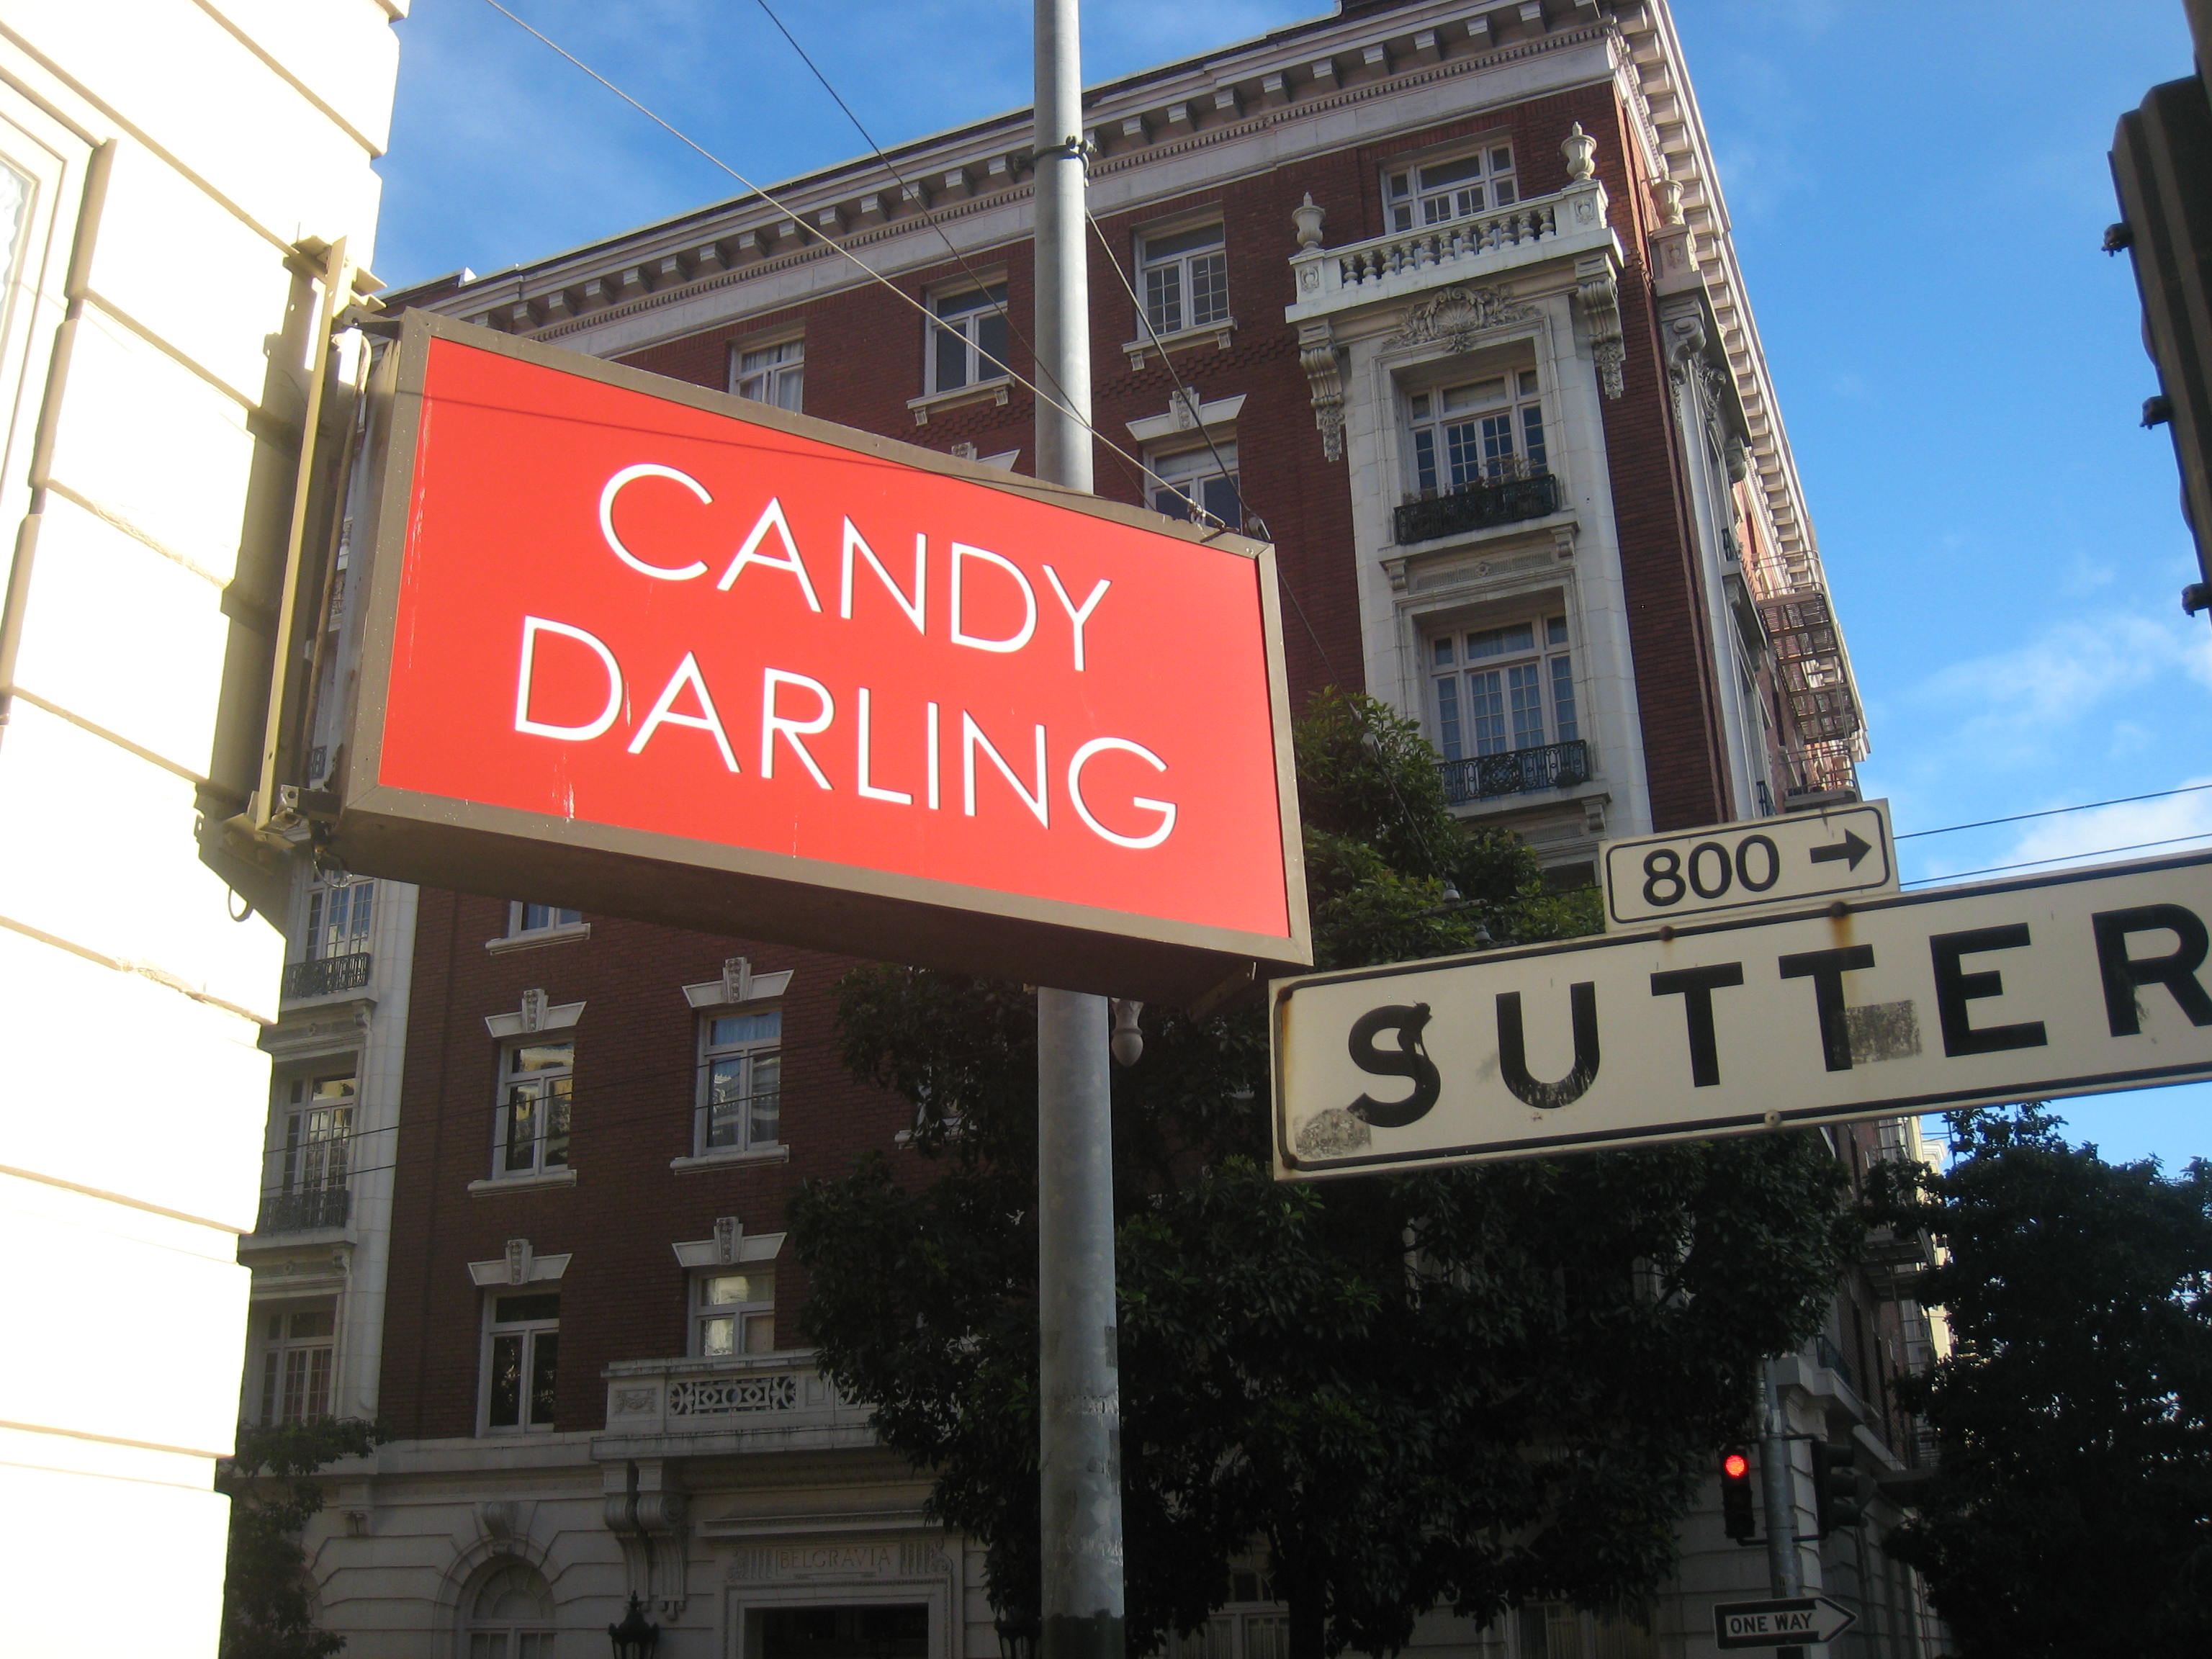 CANDY
DARLING
800 →
SUTTER
BELGRAVIA
ONE WAY